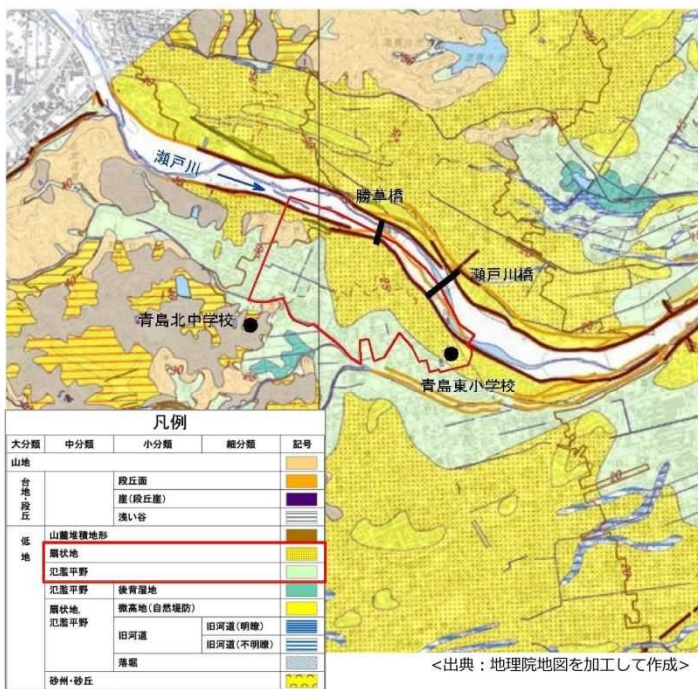 瀬戸川
勝草橋
瀬戸川橋
青島北中学校
青島東小学校
凡例
大分類 中分類 小分類 細分類 記号
山地
台地・段丘
段丘面
崖(段丘崖)
浅い谷
低地
山麓堆積地形
扇状地
氾濫平野
氾濫平野 後背湿地
扇状地、氾濫平野
微高地(自然堤防)
旧河道
旧河道(明瞭)
旧河道(不明瞭)
落堀
砂州・砂丘
<出典：地理院地図を加工して作成>